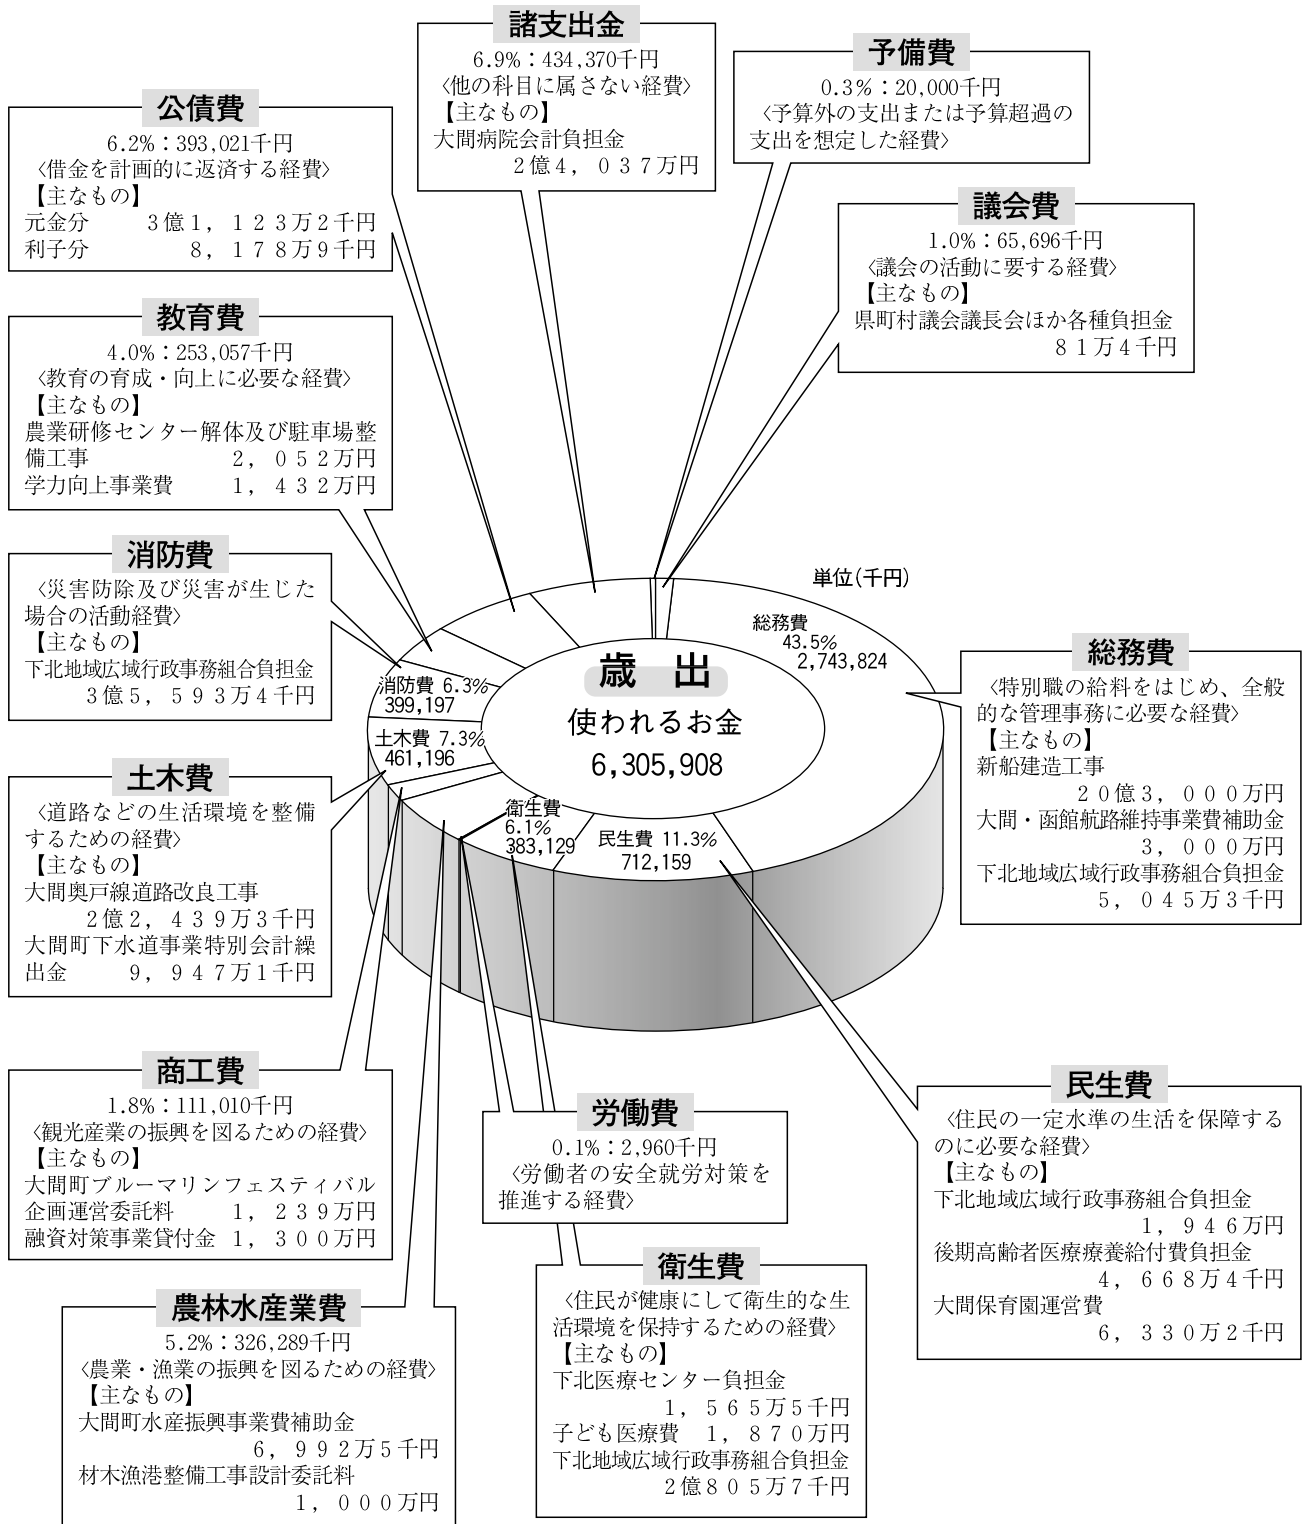 諸支出金
6.9%：434,370千円
〈他の科目に属さない経費〉
【主なもの】
大間病院会計負担金
2億4，０３７万円
予備費
0.3%：20,000千円
〈予算外の支出または予算超過の
支出を想定した経費〉
公債費
6.2%：393,021千円
〈借金を計画的に返済する経費〉
【主なもの】
元金分　3億1，１２３万２千円
利子分　8，１７８万９千円
議会費
1.0%：65,696千円
〈議会の活動に要する経費〉
【主なもの】
県町村議会議長会ほか各種負担金
８１万４千円
教育費
4.0%：253,057千円
〈教育の育成・向上に必要な経費〉
【主なもの】
農業研修センター解体及び駐車場整
備工事　2，０５２万円
学力向上事業費　1，４３２万円
消防費
〈災害防除及び災害が生じた
場合の活動経費〉
【主なもの】
下北地域広域行政事務組合負担金
3億5，５９３万４千円
単位(千円)
総務費
43.5%
2,743,824
歳　出
使われるお金
6,305,908
消防費 6.3%
399,197
土木費 7.3%
461,196
衛生費
6.1%
383,129
民生費 11.3%
712,159
総務費
〈特別職の給料をはじめ、全般
的な管理事務に必要な経費〉
【主なもの】
新船建造工事
２０億３，０００万円
大間・函館航路維持事業費補助金
３，０００万円
下北地域広域行政事務組合負担金
５，０４５万３千円
土木費
〈道路などの生活環境を整備
するための経費〉
【主なもの】
大間奥戸線道路改良工事
2億2，４３９万３千円
大間町下水道事業特別会計繰
出金　9，９４７万１千円
商工費
1.8%：111,010千円
〈観光産業の振興を図るための経費〉
【主なもの】
大間町ブルーマリンフェスティバル
企画運営委託料　1，２３９万円
融資対策事業貸付金　1，３００万円
労働費
0.1%：2,960千円
〈労働者の安全就労対策を
推進する経費〉
民生費
〈住民の一定水準の生活を保障する
のに必要な経費〉
【主なもの】
下北地域広域行政事務組合負担金
1，９４６万円
後期高齢者医療療養給付費負担金
4，６６８万４千円
大間保育園運営費
6，３３０万２千円
農林水産業費
5.2%：326,289千円
〈農業・漁業の振興を図るための経費〉
【主なもの】
大間町水産振興事業費補助金
6，９９２万５千円
材木漁港整備工事設計委託料
1，０００万円
衛生費
〈住民が健康にして衛生的な生
活環境を保持するための経費〉
【主なもの】
下北医療センター負担金
1，５６５万５千円
子ども医療費　1，８７０万円
下北地域広域行政事務組合負担金
2億８０５万７千円